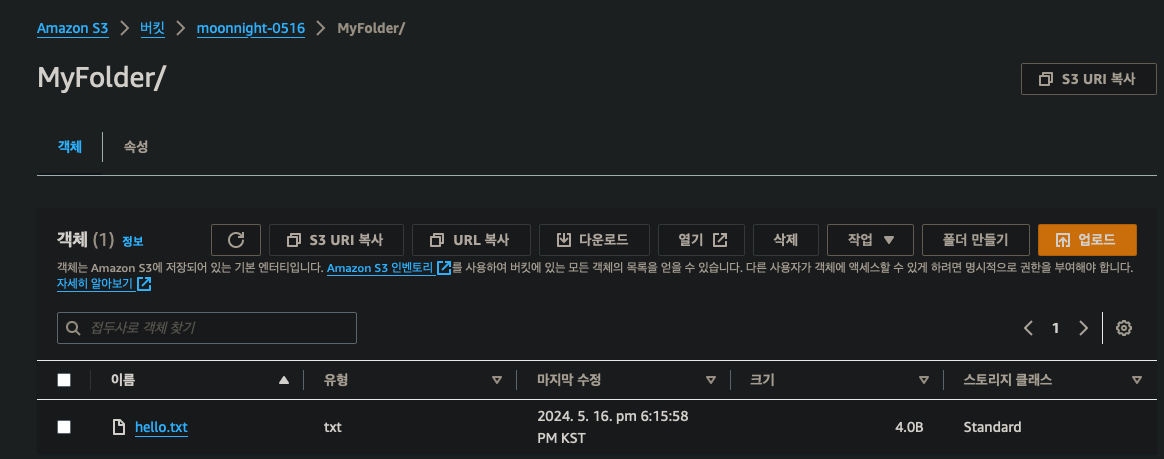 Amazon S3 > 버킷 > moonnight-0516 > MyFolder/
MyFolder/
S3 URI 복사
객체
속성
객체 (1) 정보
S3 URI 복사
URL 복사
다운로드
열기
삭제
작업
폴더 만들기
업로드
객체는 Amazon S3에 저장되어 있는 기본 엔터티입니다. Amazon S3 인벤토리를 사용하여 버킷에 있는 모든 객체의 목록을 얻을 수 있습니다. 다른 사용자가 객체에 액세스할 수 있게 하려면 명시적으로 권한을 부여해야 합니다.
자세히 알아보기
접두사로 객체 찾기
1
이름 유형 마지막 수정 크기 스토리지 클래스
hello.txt txt 2024. 5. 16. pm 6:15:58 4.0B Standard
PM KST